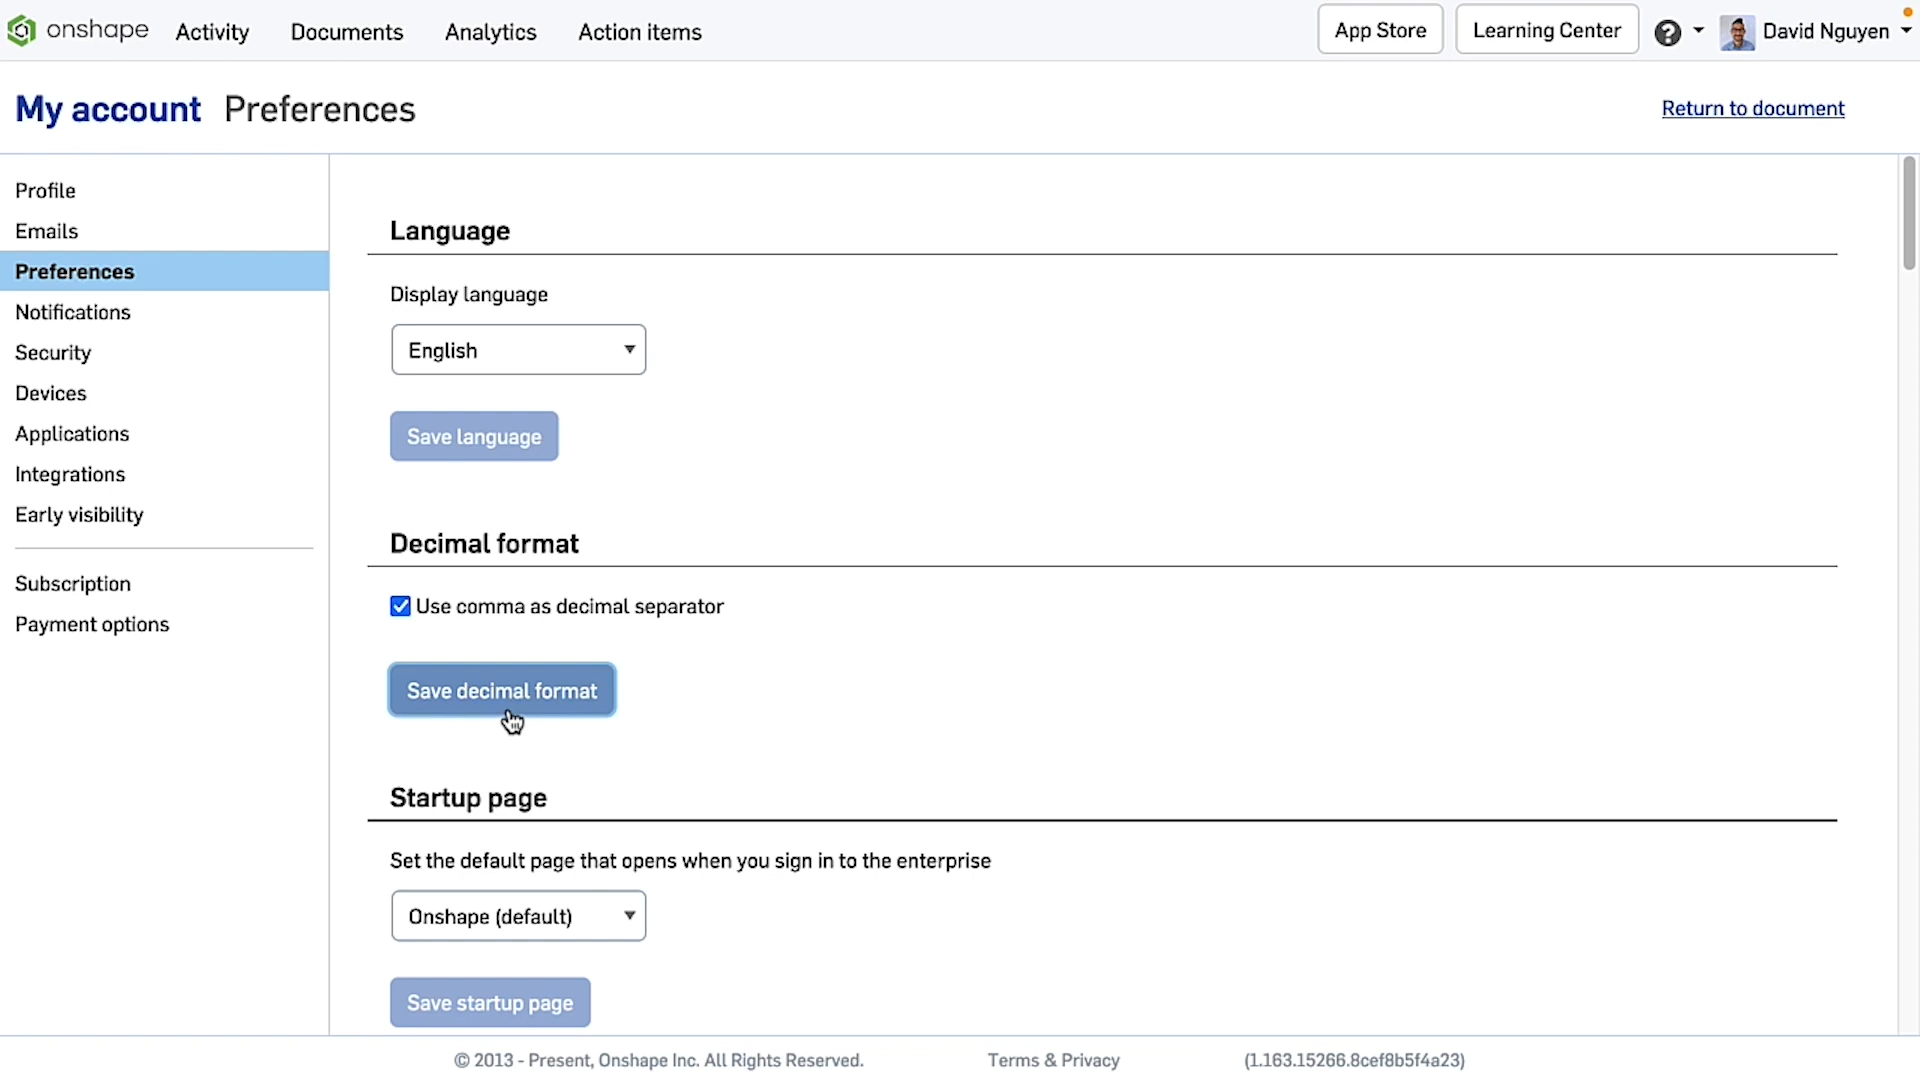 onshape Activity Documents Analytics Action items App Store Learning Center ? David Nguyen
My account Preferences Return to document
Profile
Emails
Preferences
Notifications
Security
Devices
Applications
Integrations
Early visibility
Subscription
Payment options
Language
Display language
English
Save language
Decimal format
Use comma as decimal separator
Save decimal format
Startup page
Set the default page that opens when you sign in to the enterprise
Onshape (default)
Save startup page
© 2013 - Present, Onshape Inc. All Rights Reserved. Terms & Privacy (1.163.15266.8cef8b5f4a23)